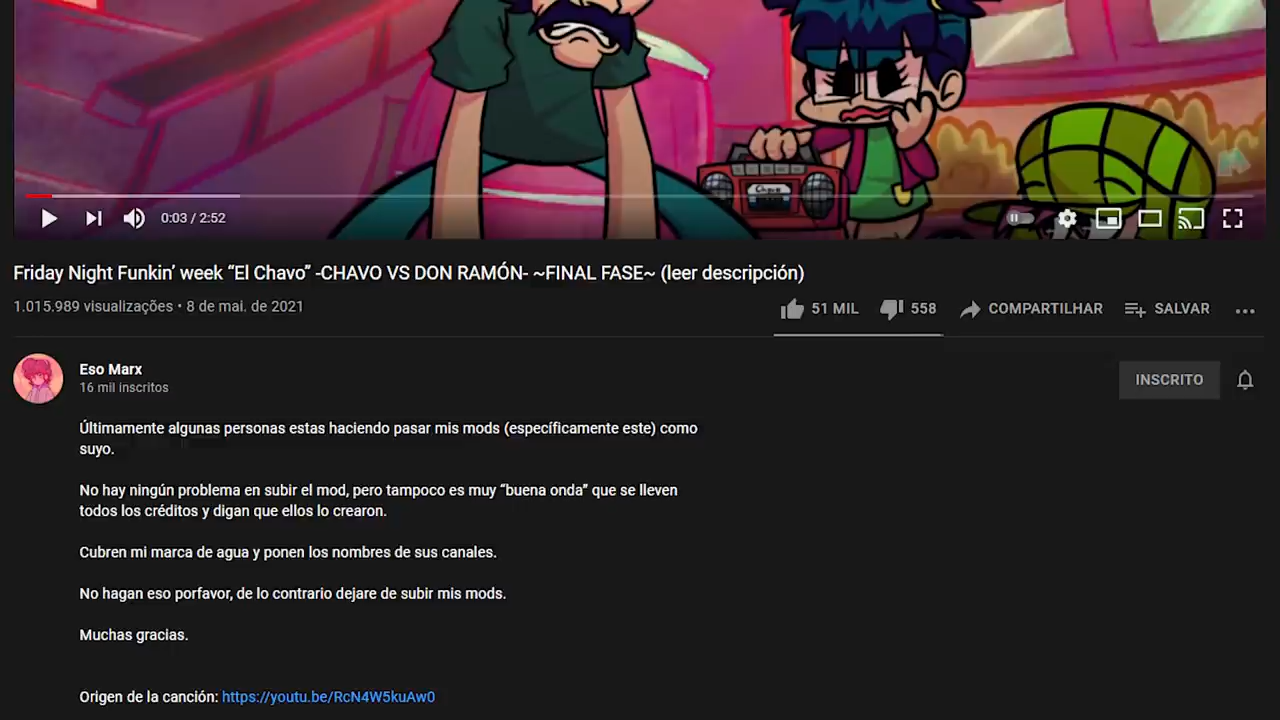 Chavo
0:03 / 2:52
Friday Night Funkin’ week “El Chavo” -CHAVO VS DON RAMÓN- ~FINAL FASE~ (leer descripción)
1.015.989 visualizações • 8 de mai. de 2021
51 MIL 558 COMPARTILHAR SALVAR
Eso Marx
16 mil inscritos
INSCRITO
Últimamente algunas personas estas haciendo pasar mis mods (específicamente este) como
suyo.
No hay ningún problema en subir el mod, pero tampoco es muy “buena onda” que se lleven
todos los créditos y digan que ellos lo crearon.
Cubren mi marca de agua y ponen los nombres de sus canales.
No hagan eso porfavor, de lo contrario dejare de subir mis mods.
Muchas gracias.
Origen de la canción: https://youtu.be/RcN4W5kuAw0